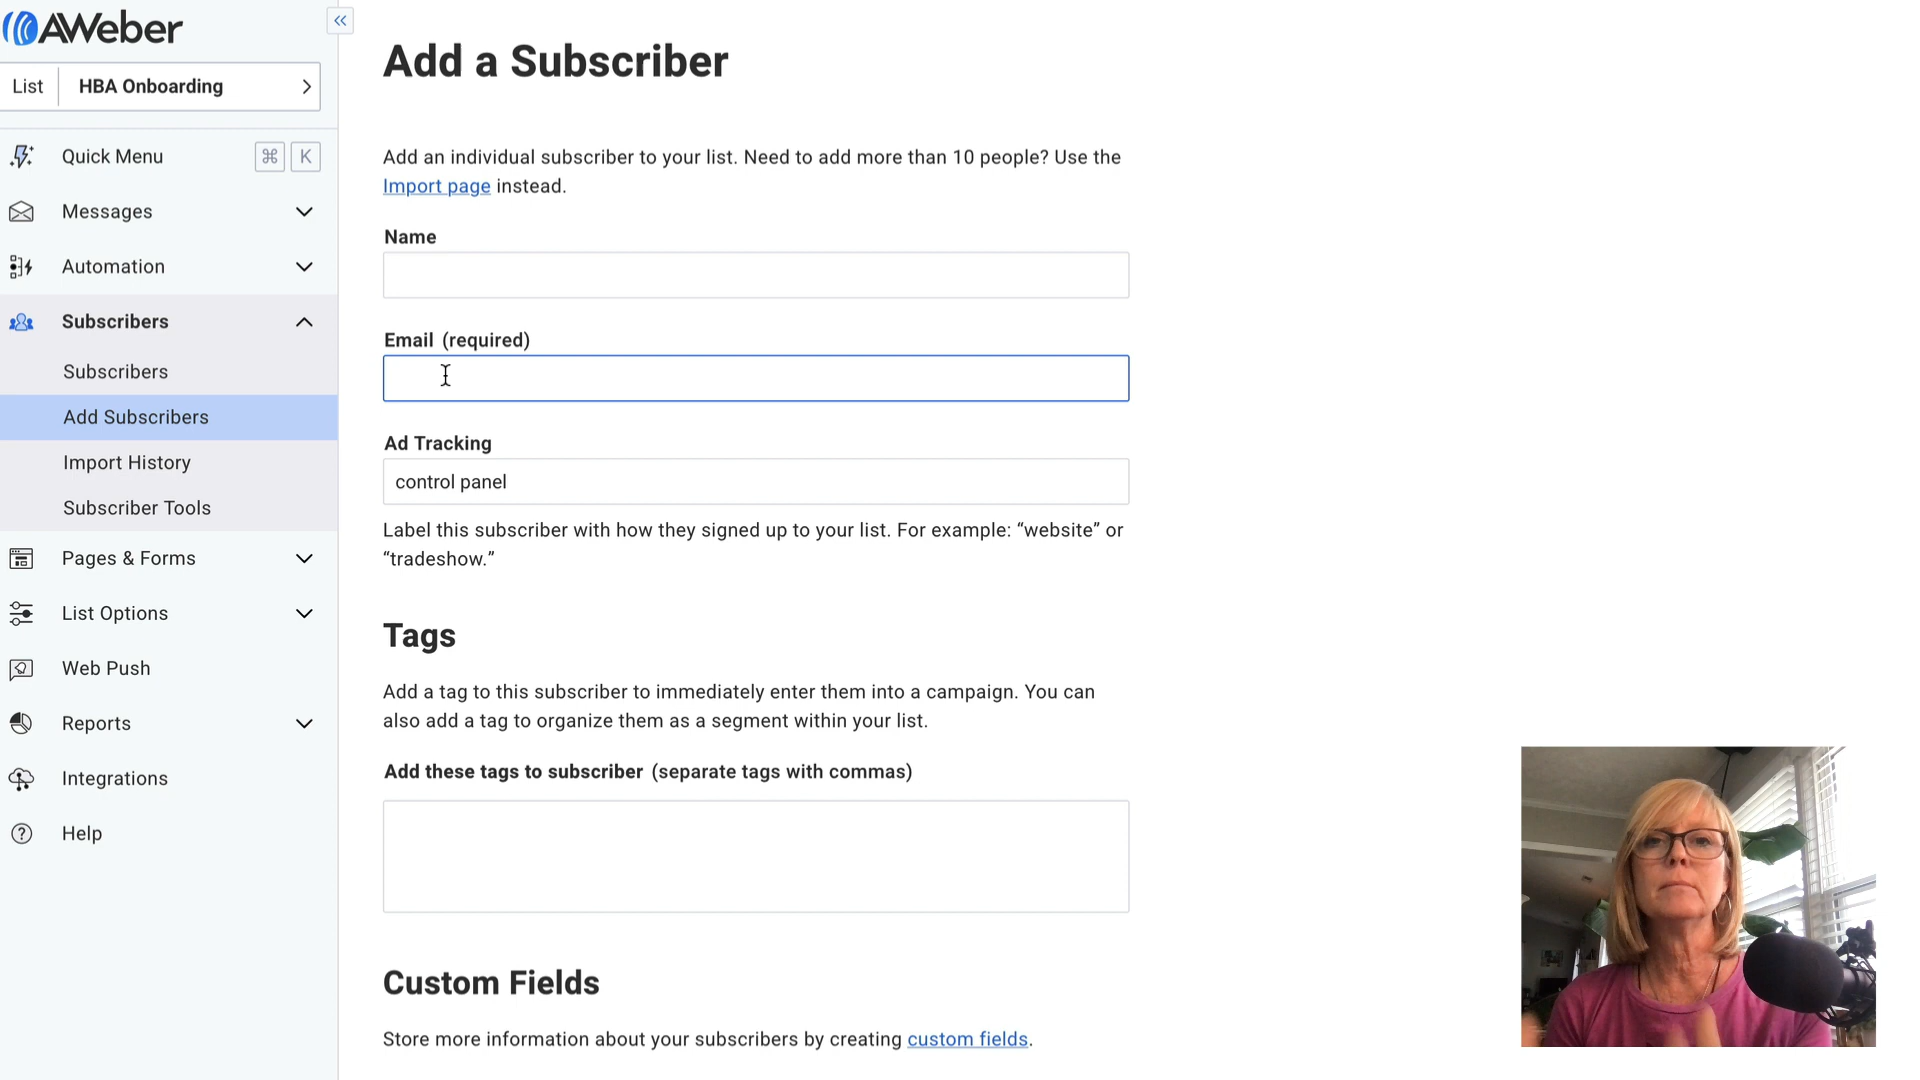 AWeber
List HBA Onboarding
Quick Menu ⌘ K
Messages
Automation
Subscribers
Subscribers
Add Subscribers
Import History
Subscriber Tools
Pages & Forms
List Options
Web Push
Reports
Integrations
Help
Add a Subscriber
Add an individual subscriber to your list. Need to add more than 10 people? Use the
Import page instead.
Name
Email (required)
Ad Tracking
control panel
Label this subscriber with how they signed up to your list. For example: “website” or
“tradeshow.”
Tags
Add a tag to this subscriber to immediately enter them into a campaign. You can
also add a tag to organize them as a segment within your list.
Add these tags to subscriber (separate tags with commas)
Custom Fields
Store more information about your subscribers by creating custom fields.